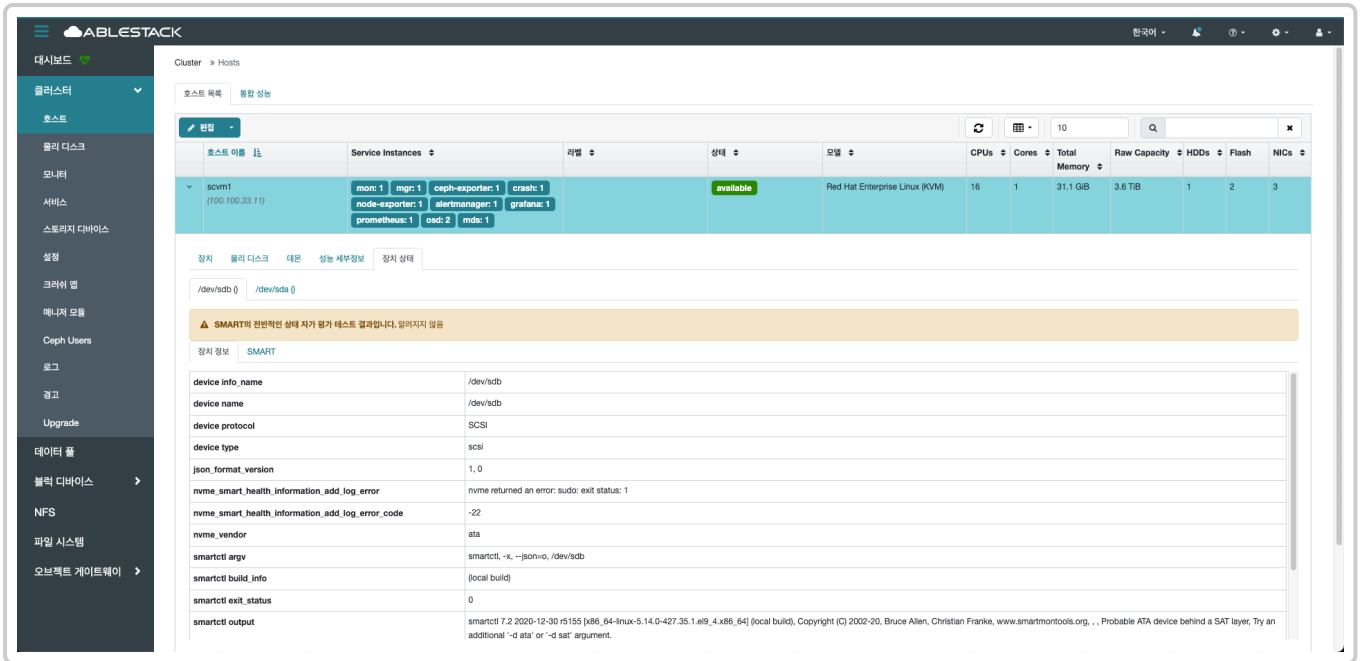 ABLESTACK
한국어
대시보드
클러스터
호스트
물리 디스크
모니터
서비스
스토리지 디바이스
설정
크러쉬 맵
매니저 모듈
Ceph Users
로그
경고
Upgrade
데이터 풀
블럭 디바이스
NFS
파일 시스템
오브젝트 게이트웨이
Cluster » Hosts
호스트 목록 통합 성능
편집 10
호스트 이름 Service Instances 라벨 상태 모델 CPUs Cores Total Memory Raw Capacity HDDs Flash NICs
scvm1 (100.100.33.11) mon: 1 mgr: 1 ceph-exporter: 1 crash: 1 available Red Hat Enterprise Linux (KVM) 16 1 31.1 GiB 3.6 TiB 1 2 3
node-exporter: 1 alertmanager: 1 grafana: 1
prometheus: 1 osd: 2 mds: 1
장치 물리 디스크 데몬 성능 세부정보 장치 상태
/dev/sdb () /dev/sda ()
SMART의 전반적인 상태 자가 평가 테스트 결과입니다. 알려지지 않음
장치 정보 SMART
device info_name /dev/sdb
device name /dev/sdb
device protocol SCSI
device type scsi
json_format_version 1, 0
nvme_smart_health_information_add_log_error nvme returned an error: sudo: exit status: 1
nvme_smart_health_information_add_log_error_code -22
nvme_vendor ata
smartctl argv smartctl, -x, --json=o, /dev/sdb
smartctl build_info (local build)
smartctl exit_status 0
smartctl output smartctl 7.2 2020-12-30 r5155 [x86_64-linux-5.14.0-427.35.1.el9_4.x86_64] (local build), Copyright (C) 2002-20, Bruce Allen, Christian Franke, www.smartmontools.org, , , Probable ATA device behind a SAT layer, Try an
additional '-d ata' or '-d sat' argument.